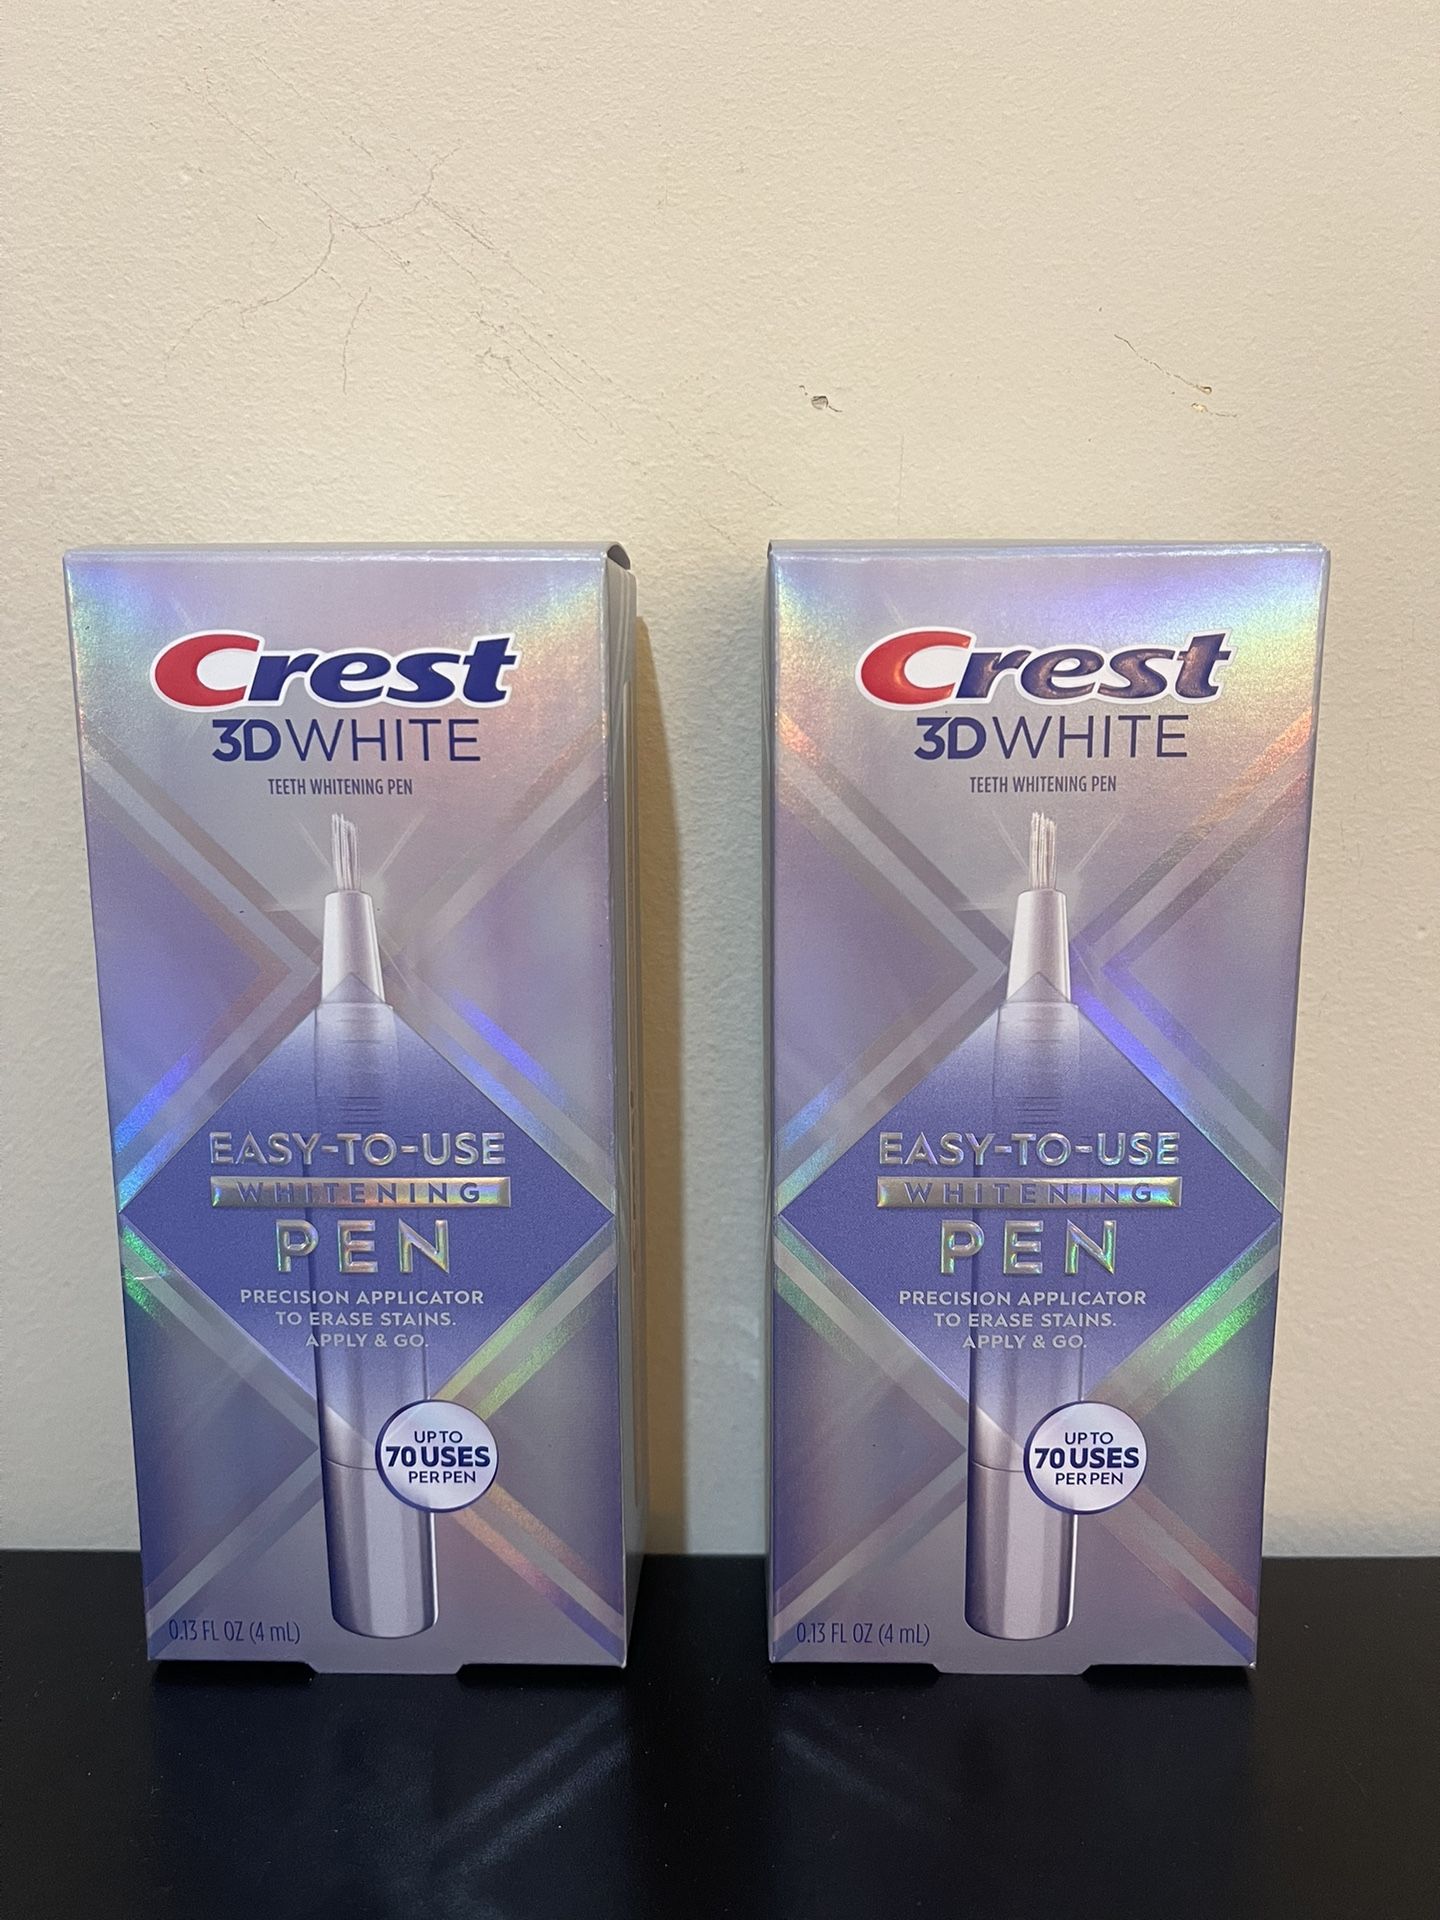 Crest
3D WHITE
TEETH WHITENING PEN
EASY-TO-USE
WHITENING
PEN
PRECISION APPLICATOR
TO ERASE STAINS.
APPLY & GO.
UP TO
70 USES
PER PEN
0.13 FL OZ (4 mL)
Crest
3D WHITE
TEETH WHITENING PEN
EASY-TO-USE
WHITENING
PEN
PRECISION APPLICATOR
TO ERASE STAINS.
APPLY & GO.
UP TO
70 USES
PER PEN
0.13 FL OZ (4 mL)